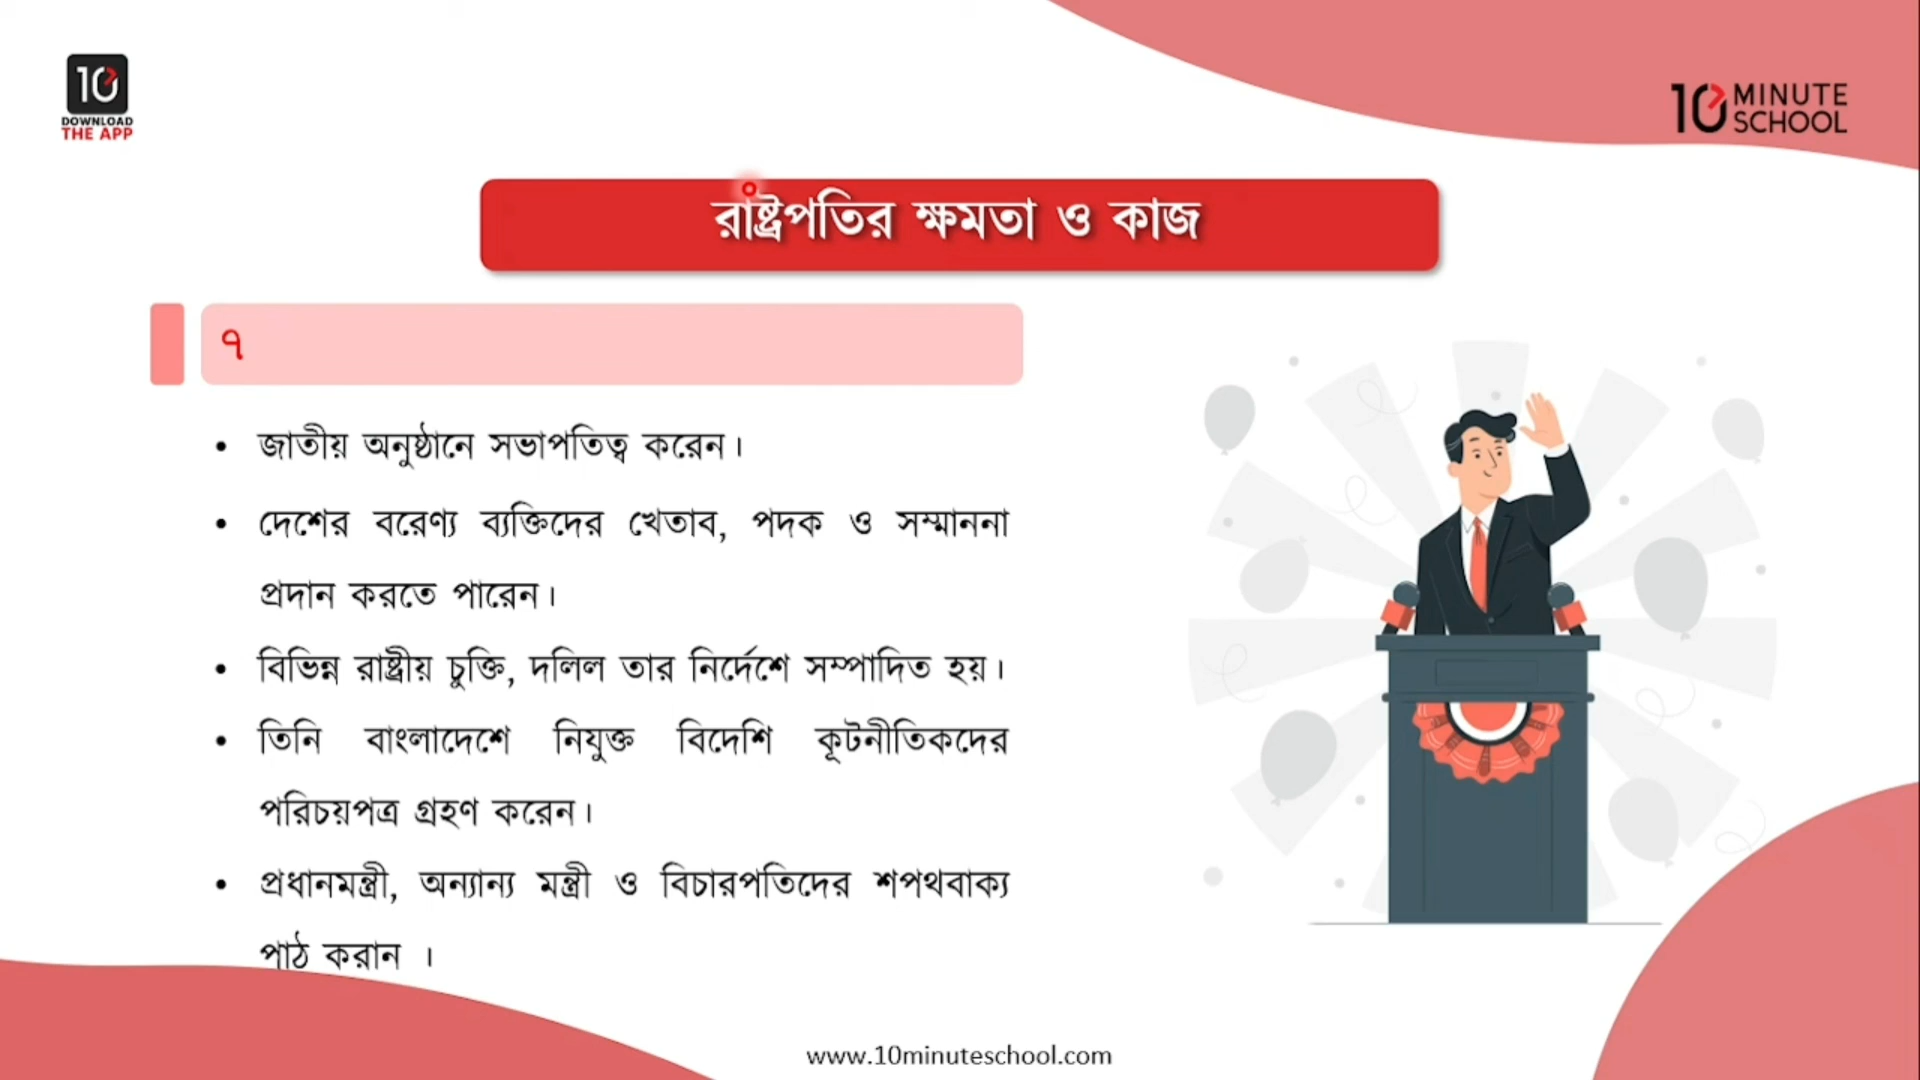 10
DOWNLOAD
THE APP
10 MINUTE
SCHOOL
রাষ্ট্রপতির ক্ষমতা ও কাজ
৭
• জাতীয় অনুষ্ঠানে সভাপতিত্ব করেন।
• দেশের বরেণ্য ব্যক্তিদের খেতাব, পদক ও সম্মাননা
প্রদান করতে পারেন।
• বিভিন্ন রাষ্ট্রীয় চুক্তি, দলিল তার নির্দেশে সম্পাদিত হয়।
• তিনি বাংলাদেশে নিযুক্ত বিদেশি কূটনীতিকদের
পরিচয়পত্র গ্রহণ করেন।
• প্রধানমন্ত্রী, অন্যান্য মন্ত্রী ও বিচারপতিদের শপথবাক্য
পাঠ করান ।
www.10minuteschool.com